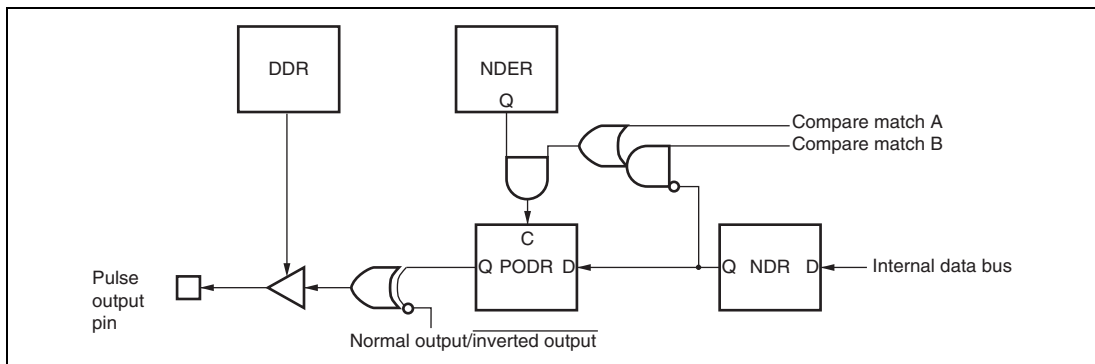 DDR
NDER
Q
Compare match A
Compare match B
C
Q PODR D
Q NDR D
Internal data bus
Pulse
output
pin
Normal output/inverted output